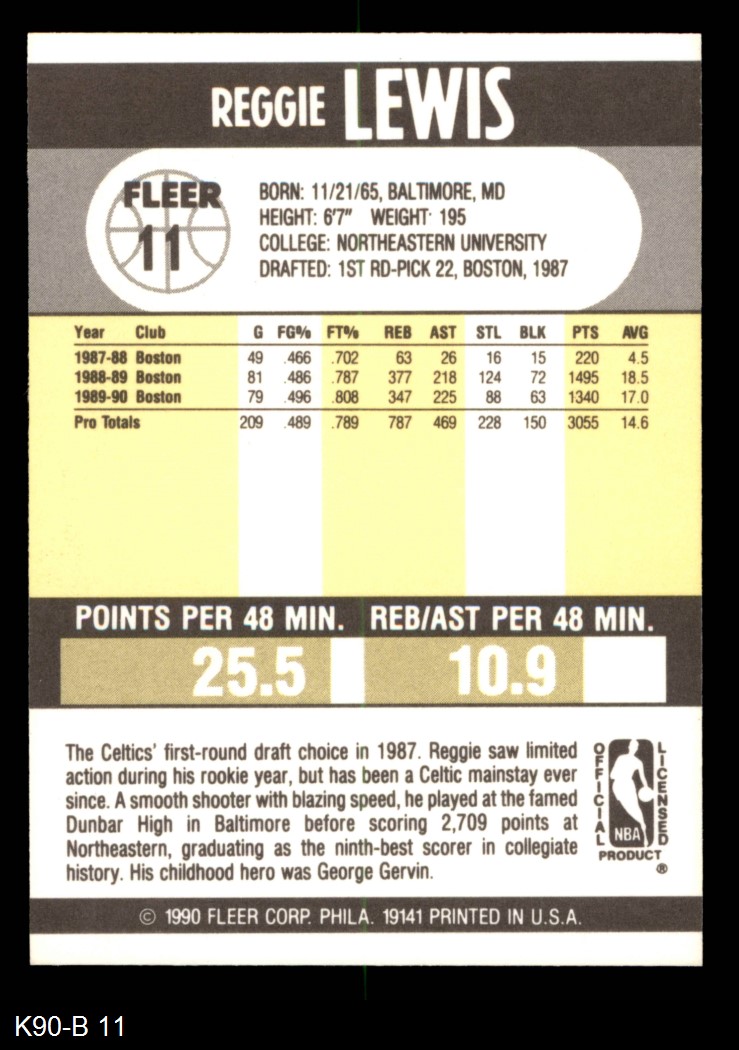 REGGIE LEWIS
FLEER
11
BORN: 11/21/65, BALTIMORE, MD
HEIGHT: 6'7" WEIGHT: 195
COLLEGE: NORTHEASTERN UNIVERSITY
DRAFTED: 1ST RD-PICK 22, BOSTON, 1987
Year Club G FG% FT% REB AST STL BLK PTS AVG
1987-88 Boston 49 .466 .702 63 26 16 15 220 4.5
1988-89 Boston 81 .486 .787 377 218 124 72 1495 18.5
1989-90 Boston 79 .496 .808 347 225 88 63 1340 17.0
Pro Totals 209 .489 .789 787 469 228 150 3055 14.6
POINTS PER 48 MIN. REB/AST PER 48 MIN.
25.5 10.9
The Celtics' first-round draft choice in 1987. Reggie saw limited
action during his rookie year, but has been a Celtic mainstay ever
since. A smooth shooter with blazing speed, he played at the famed
Dunbar High in Baltimore before scoring 2,709 points at
Northeastern, graduating as the ninth-best scorer in collegiate
history. His childhood hero was George Gervin.
OFFICIAL
LICENSED
NBA
PRODUCT
®
© 1990 FLEER CORP. PHILA. 19141 PRINTED IN U.S.A.
K90-B 11